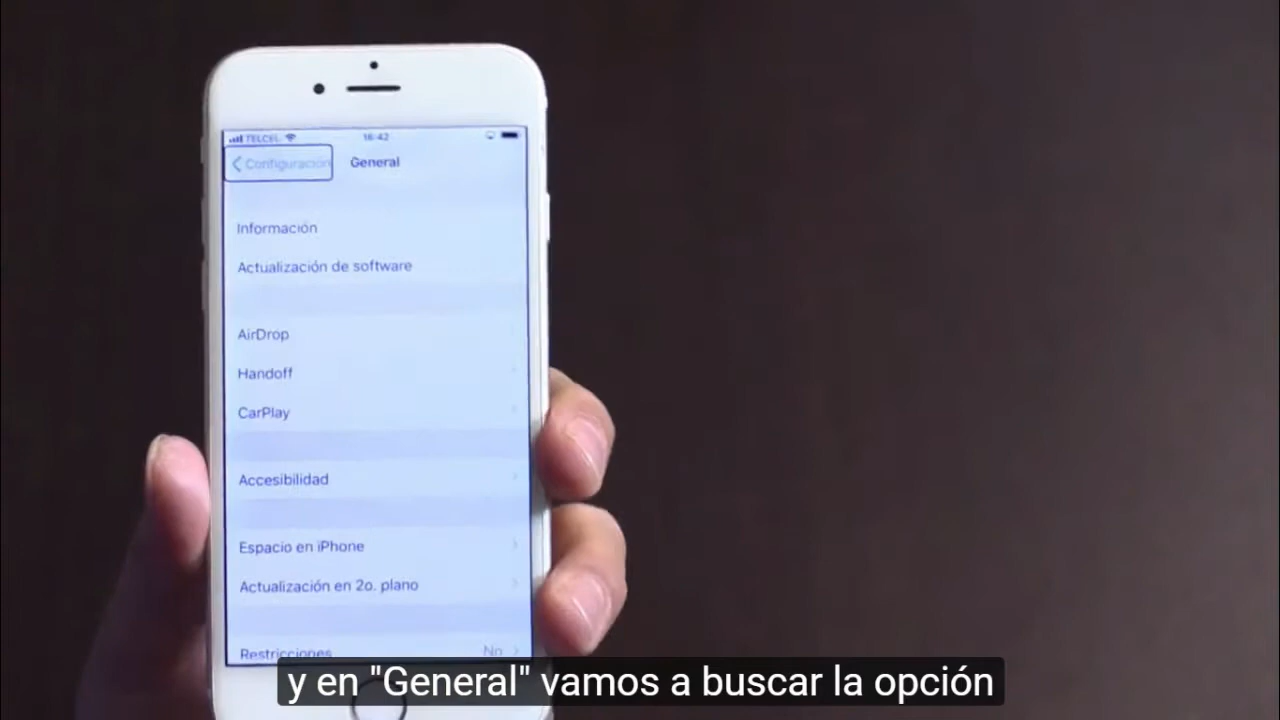 TELCEL 16:42
Configuración General
Información
Actualización de software
AirDrop
Handoff
CarPlay
Accesibilidad
Espacio en iPhone
Actualización en 2o. plano
Restricciones No
y en "General" vamos a buscar la opción